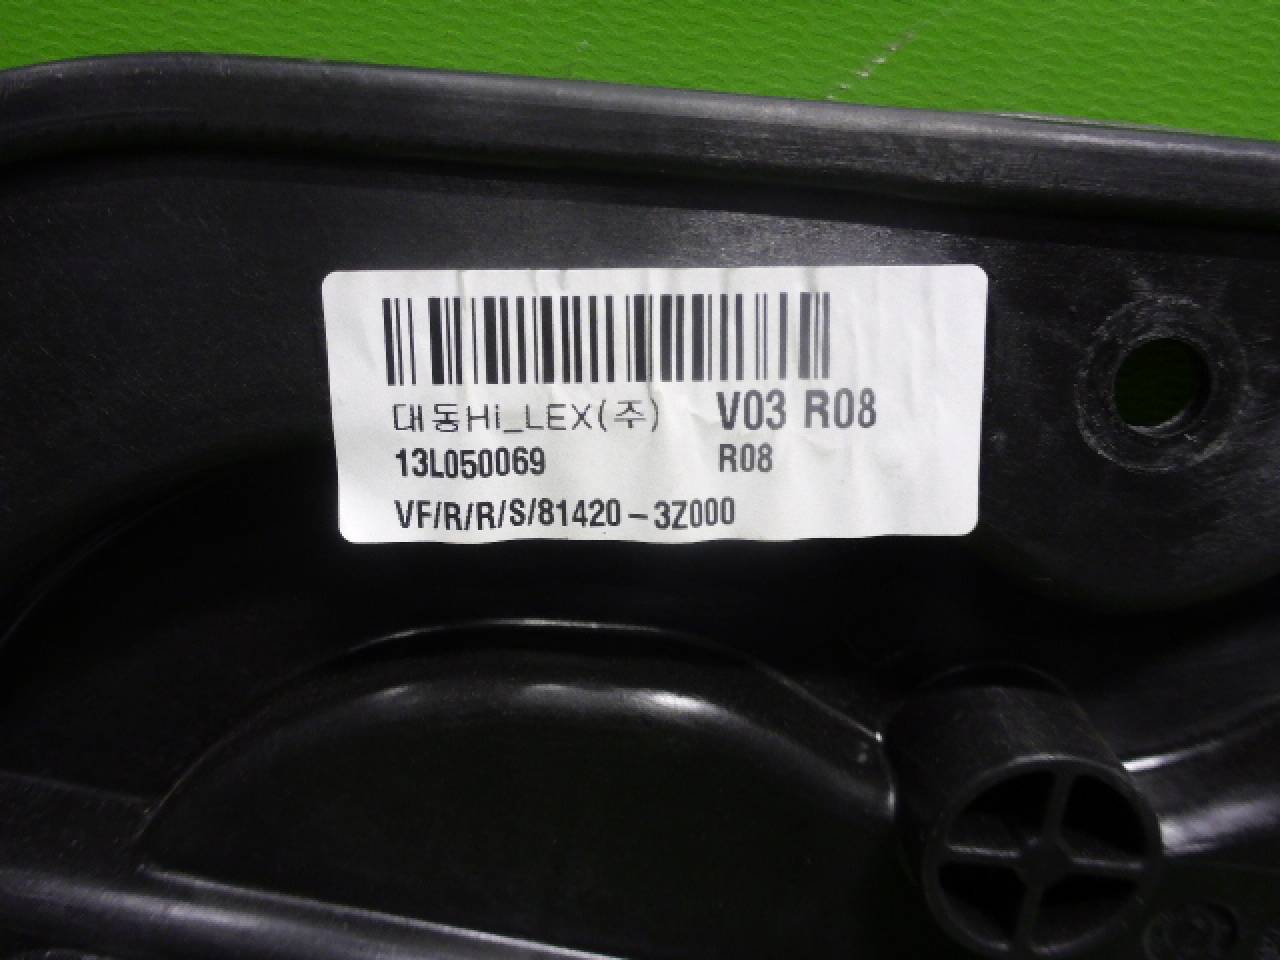 대동Hi_LEX(주) V03 R08
13L050069 R08
VF/R/R/S/81420-3Z000